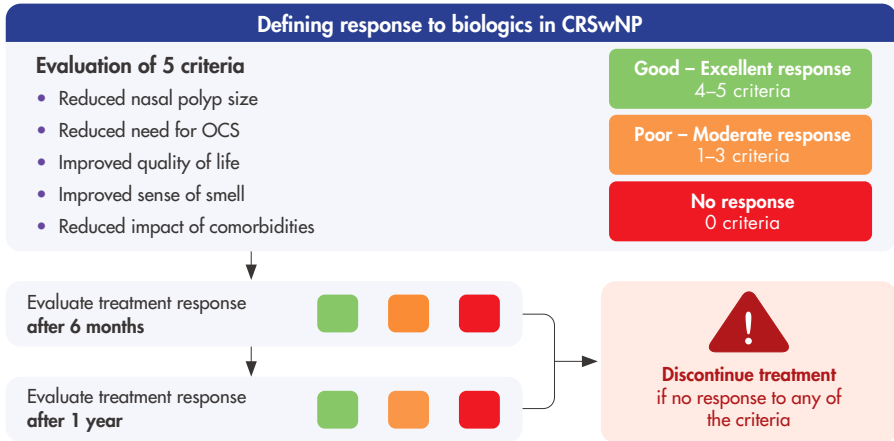 Defining response to biologics in CRSwNP
Evaluation of 5 criteria
• Reduced nasal polyp size
• Reduced need for OCS
• Improved quality of life
• Improved sense of smell
• Reduced impact of comorbidities
Good – Excellent response
4–5 criteria
Poor – Moderate response
1–3 criteria
No response
0 criteria
Evaluate treatment response
after 6 months
Evaluate treatment response
after 1 year
!
Discontinue treatment
if no response to any of
the criteria